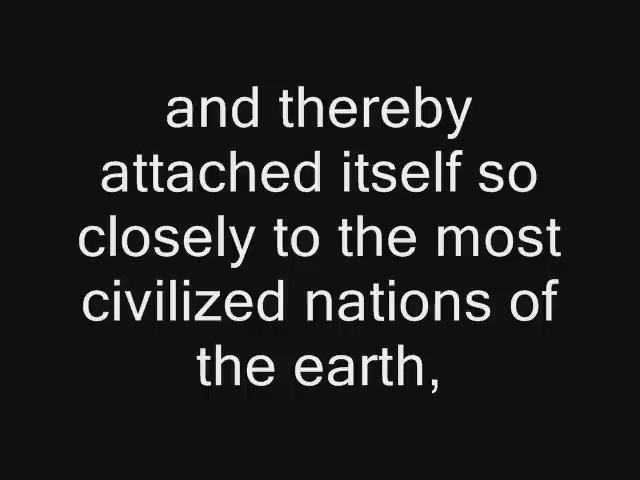 and thereby
attached itself so
closely to the most
civilized nations of
the earth,